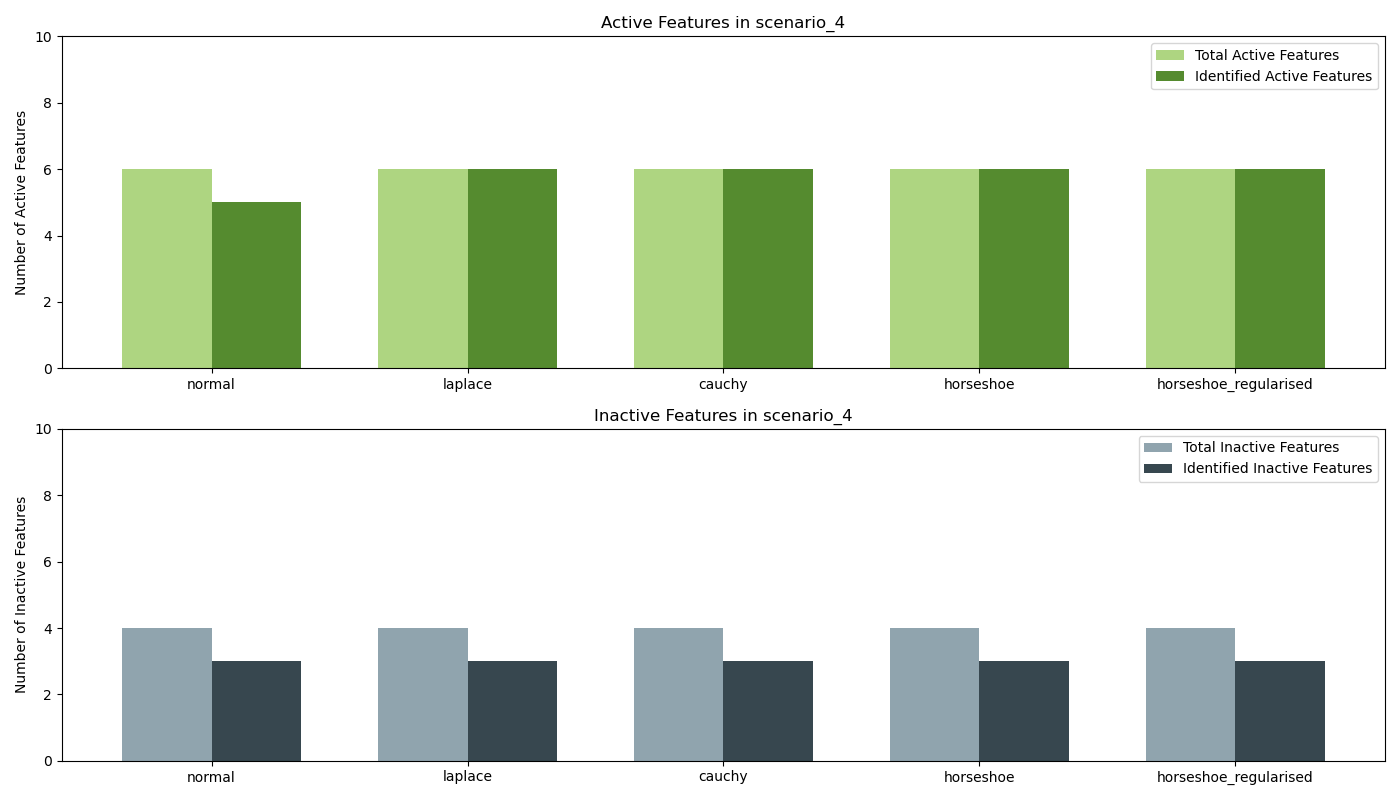 Active Features in scenario_4
10
8
6
4
2
0
Number of Active Features
Total Active Features
Identified Active Features
normal
laplace
cauchy
horseshoe
horseshoe_regularised
Inactive Features in scenario_4
10
8
6
4
2
0
Number of Inactive Features
Total Inactive Features
Identified Inactive Features
normal
laplace
cauchy
horseshoe
horseshoe_regularised